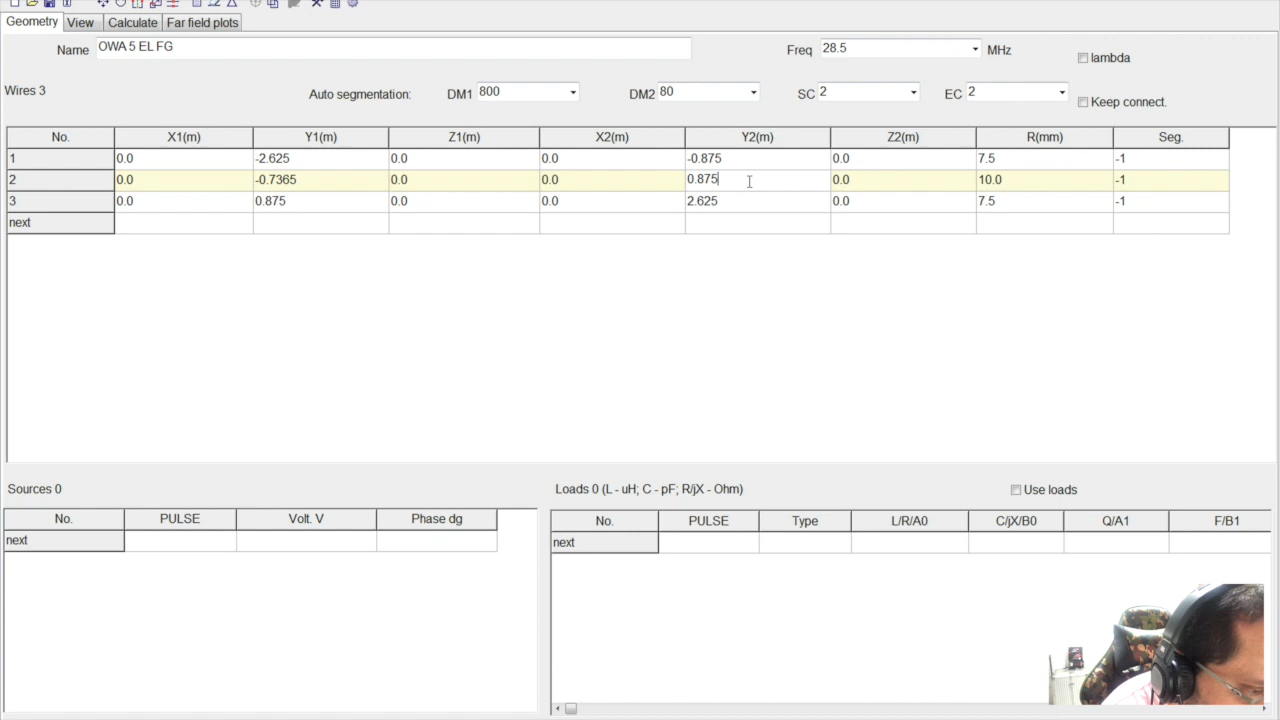 Geometry View Calculate Far field plots
Name OWA 5 EL FG Freq 28.5 MHz lambda
Wires 3 Auto segmentation: DM1 800 DM2 80 SC 2 EC 2 Keep connect.
No. X1(m) Y1(m) Z1(m) X2(m) Y2(m) Z2(m) R(mm) Seg.
1 0.0 -2.625 0.0 0.0 -0.875 0.0 7.5 -1
2 0.0 -0.7365 0.0 0.0 0.875 0.0 10.0 -1
3 0.0 0.875 0.0 0.0 2.625 0.0 7.5 -1
next
Sources 0 Loads 0 (L - uH; C - pF; R/jX - Ohm) Use loads
No. PULSE Volt. V Phase dg No. PULSE Type L/R/A0 C/jX/B0 Q/A1 F/B1
next next